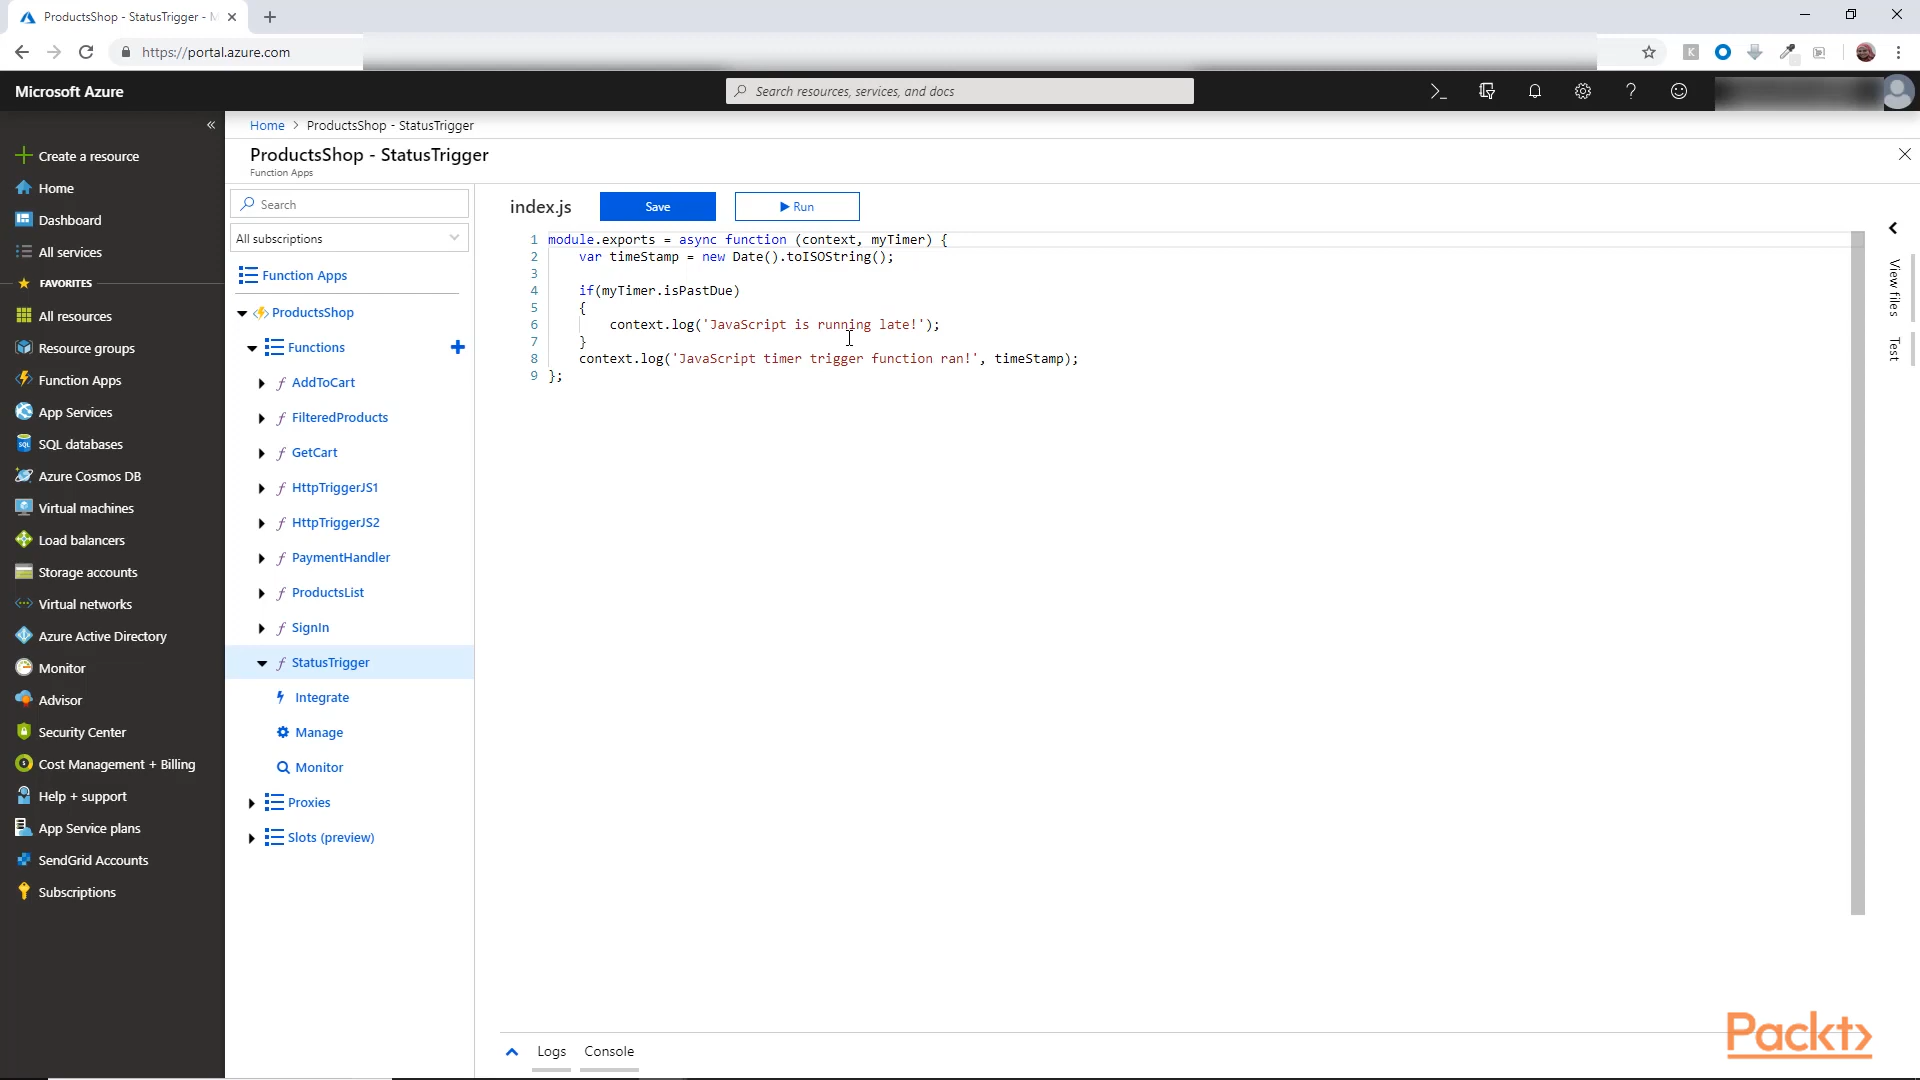 ProductsShop - StatusTrigger - M
https://portal.azure.com
Microsoft Azure
Search resources, services, and docs
Create a resource
Home
Dashboard
All services
FAVORITES
All resources
Resource groups
Function Apps
App Services
SQL databases
Azure Cosmos DB
Virtual machines
Load balancers
Storage accounts
Virtual networks
Azure Active Directory
Monitor
Advisor
Security Center
Cost Management + Billing
Help + support
App Service plans
SendGrid Accounts
Subscriptions
Home > ProductsShop - StatusTrigger
ProductsShop - StatusTrigger
Function Apps
Search
All subscriptions
Function Apps
ProductsShop
Functions
AddToCart
FilteredProducts
GetCart
HttpTriggerJS1
HttpTriggerJS2
PaymentHandler
ProductsList
SignIn
StatusTrigger
Integrate
Manage
Monitor
Proxies
Slots (preview)
index.js
Save
Run
1 module.exports = async function (context, myTimer) {
2 var timeStamp = new Date().toISOString();
3
4 if(myTimer.isPastDue)
5 {
6 context.log('JavaScript is running late!');
7 }
8 context.log('JavaScript timer trigger function ran!', timeStamp);
9 };
View files
Test
Logs
Console
Packt>